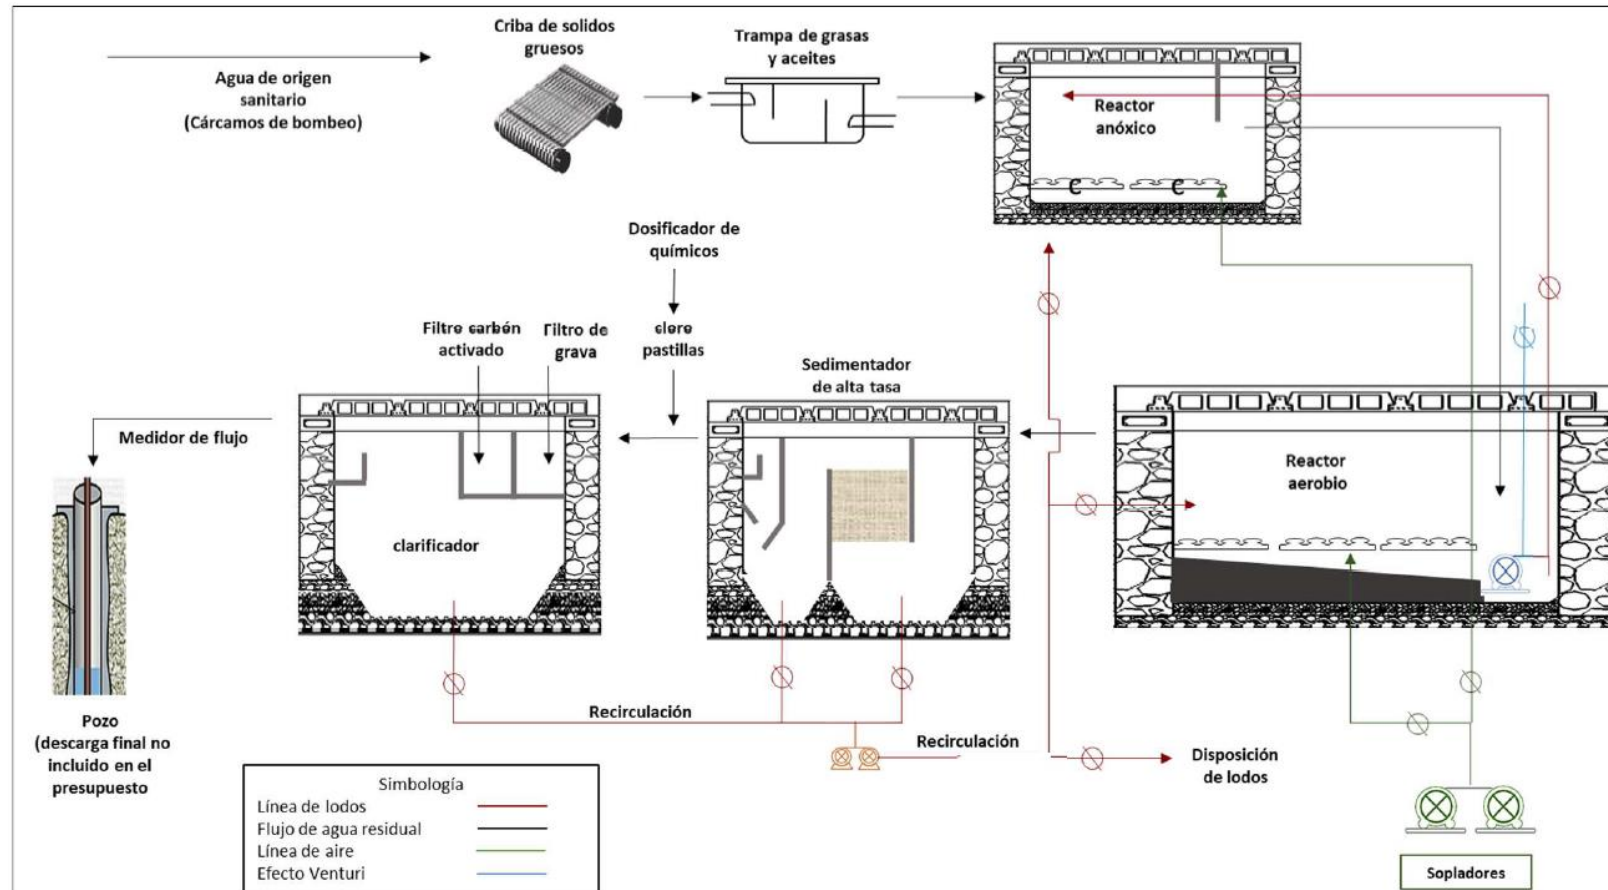 Criba de solidos
gruesos
Trampa de grasas
y aceites
Agua de origen
sanitario
(Cárcamos de bombeo)
Reactor
anóxico
C C
Dosificador de
químicos
Filtro carbón
activado
Filtro de
grava
cloro
pastillas
Sedimentador
de alta tasa
Medidor de flujo
Reactor
aerobio
clarificador
Pozo
(descarga final no
incluido en el
presupuesto
Recirculación
Recirculación
Disposición
de lodos
Simbología
Línea de lodos
Flujo de agua residual
Línea de aire
Efecto Venturi
Sopladores